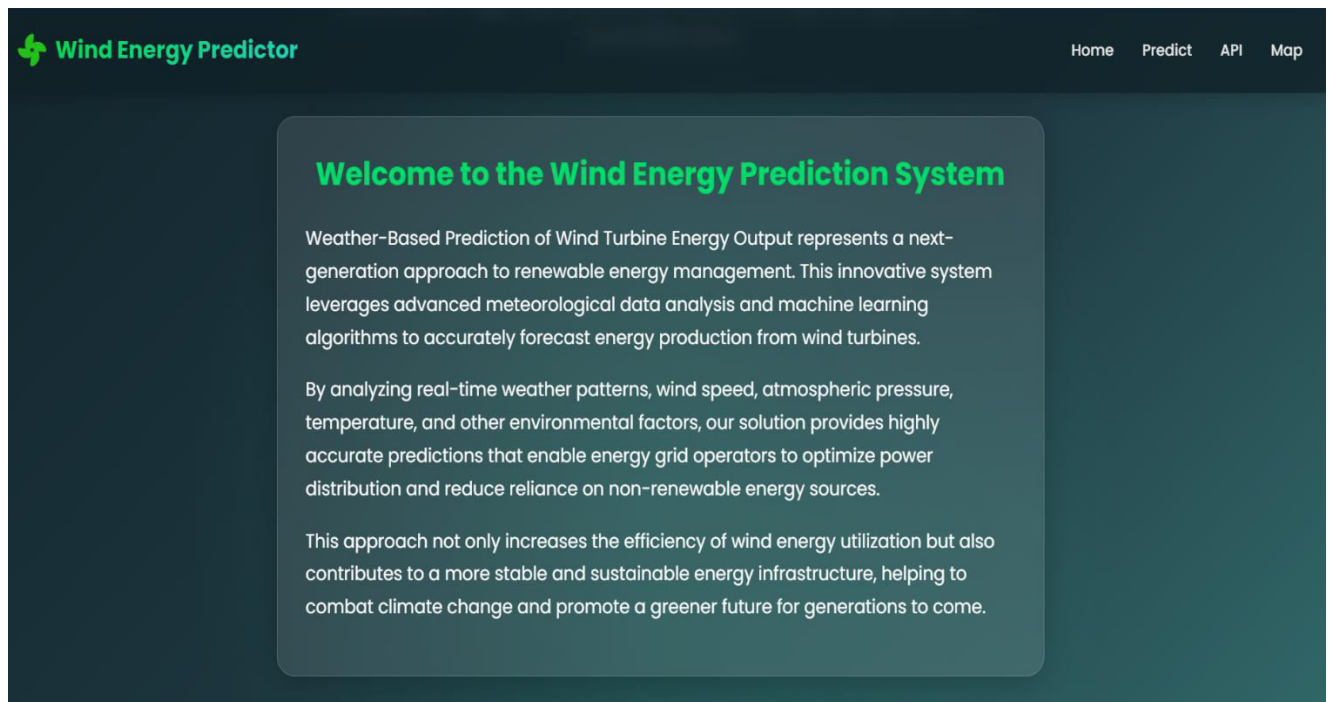 Wind Energy Predictor
Home Predict API Map
Welcome to the Wind Energy Prediction System
Weather-Based Prediction of Wind Turbine Energy Output represents a next-
generation approach to renewable energy management. This innovative system
leverages advanced meteorological data analysis and machine learning
algorithms to accurately forecast energy production from wind turbines.
By analyzing real-time weather patterns, wind speed, atmospheric pressure,
temperature, and other environmental factors, our solution provides highly
accurate predictions that enable energy grid operators to optimize power
distribution and reduce reliance on non-renewable energy sources.
This approach not only increases the efficiency of wind energy utilization but also
contributes to a more stable and sustainable energy infrastructure, helping to
combat climate change and promote a greener future for generations to come.